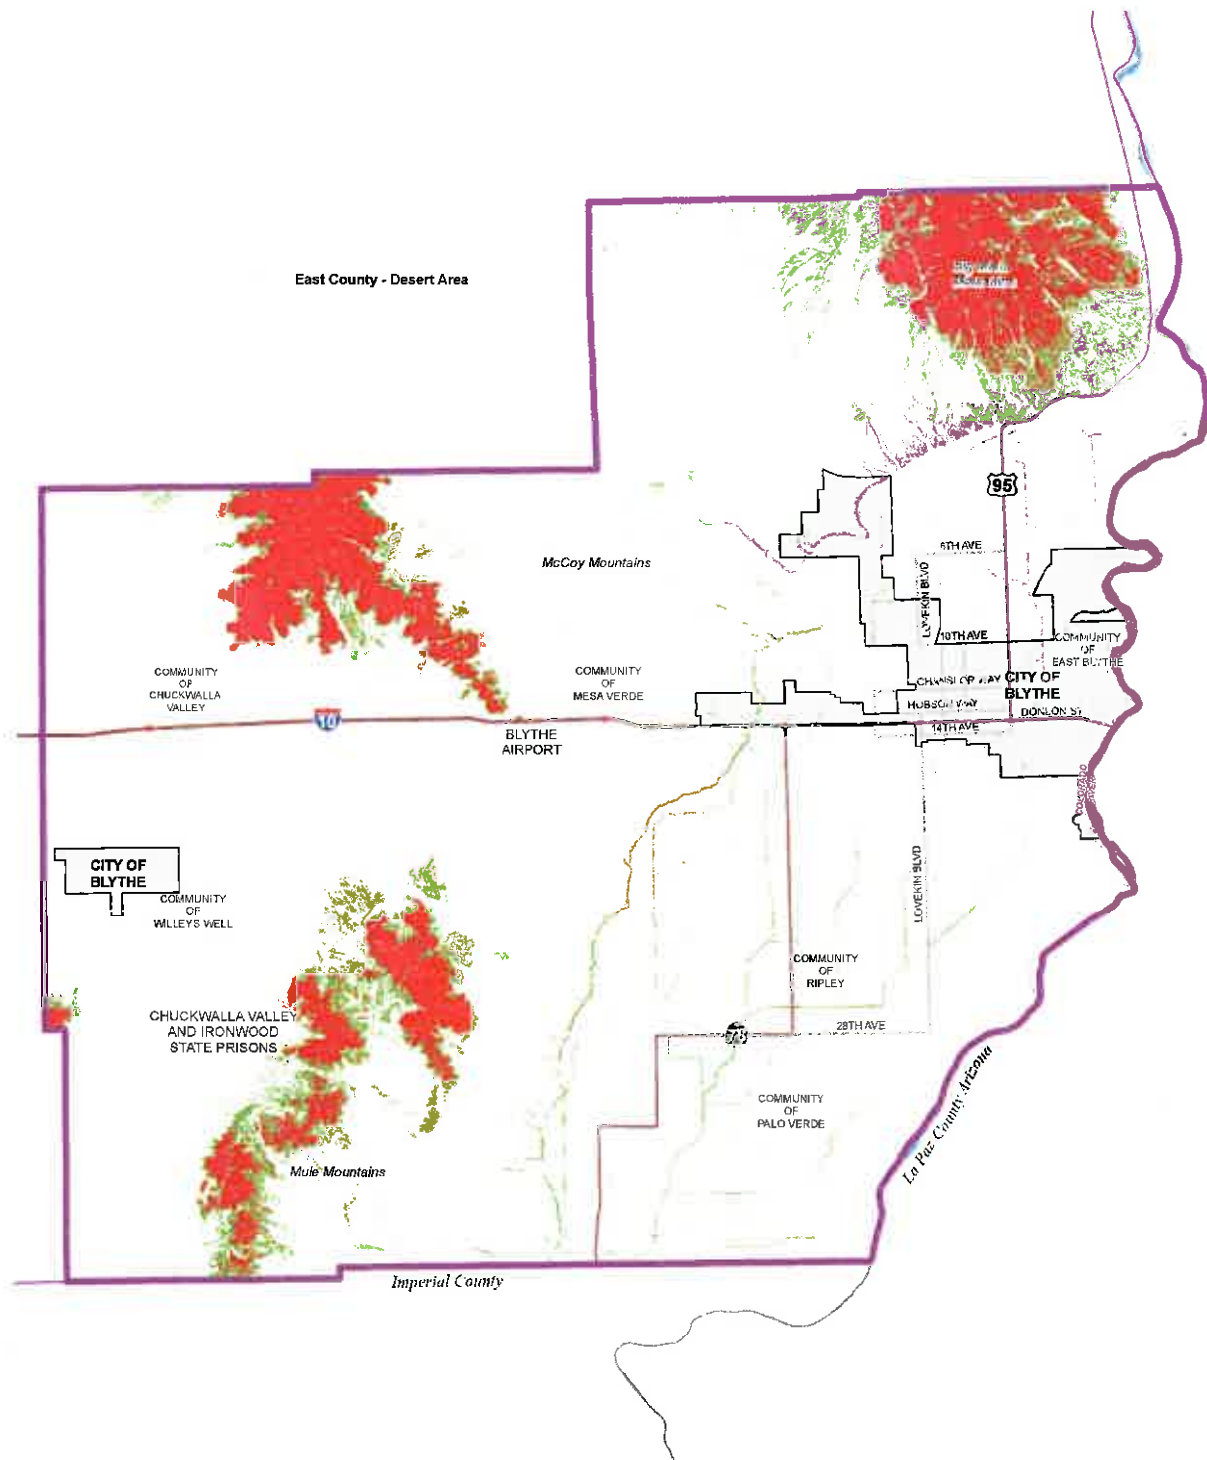 East County - Desert Area
95
McCoy Mountains
6TH AVE
LOVEKIN BLVD
10TH AVE
COMMUNITY
OF
EAST BLYTHE
COMMUNITY
OF
CHUCKWALLA
VALLEY
COMMUNITY
OF
MESA VERDE
CHANSLOR WAY
CITY OF
BLYTHE
HOBSON WAY
DONLON ST
14TH AVE
10
BLYTHE
AIRPORT
CITY OF
BLYTHE
COMMUNITY
OF
WILLEYS WELL
LOVEKIN BLVD
COMMUNITY
OF
RIPLEY
CHUCKWALLA VALLEY
AND IRONWOOD
STATE PRISONS
78
28TH AVE
COMMUNITY
OF
PALO VERDE
La Paz County Arizona
Mule Mountains
Imperial County